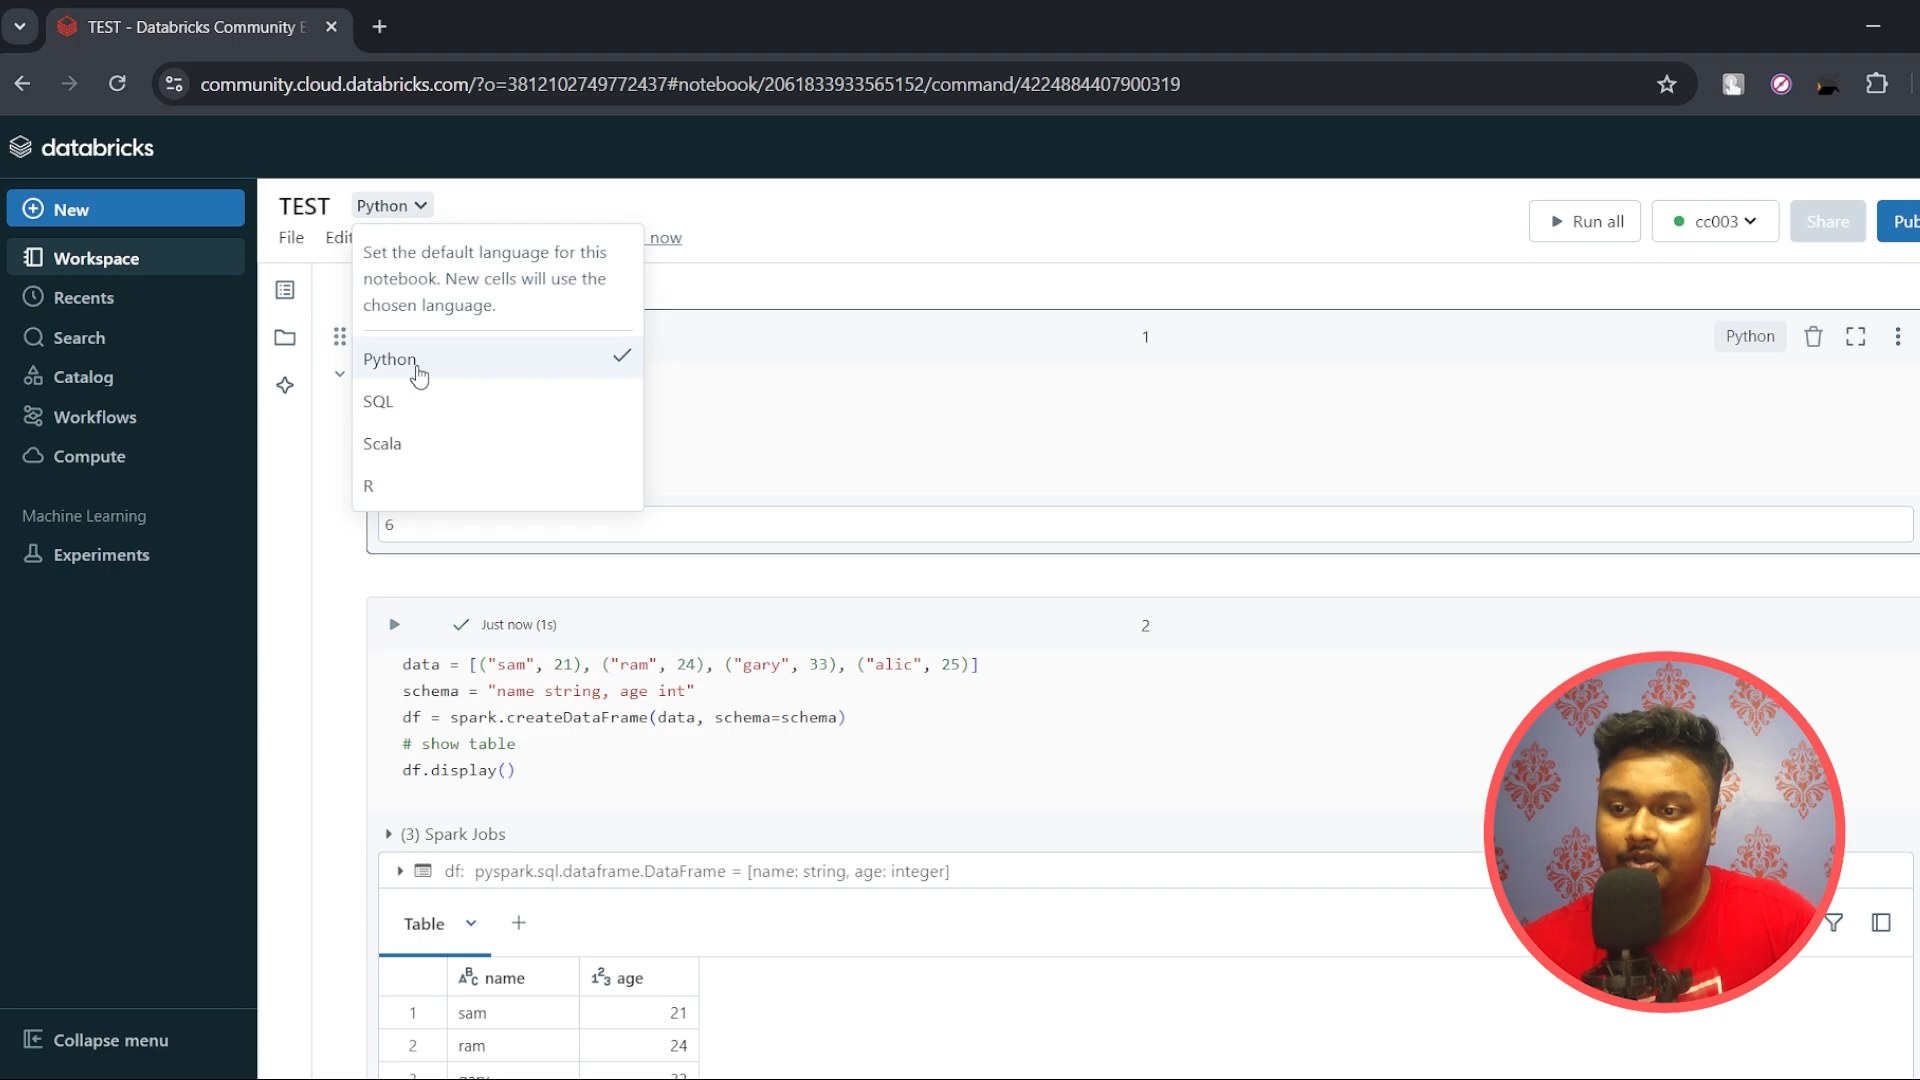 TEST - Databricks Community E
community.cloud.databricks.com/?o=3812102749772437#notebook/2061833933565152/command/4224884407900319
databricks
New
Workspace
Recents
Search
Catalog
Workflows
Compute
Machine Learning
Experiments
Collapse menu
TEST Python
File Edit now
Run all
cc003
Share
Pub
Set the default language for this
notebook. New cells will use the
chosen language.
Python
SQL
Scala
R
1
Python
6
Just now (1s)
2
data = [("sam", 21), ("ram", 24), ("gary", 33), ("alic", 25)]
schema = "name string, age int"
df = spark.createDataFrame(data, schema=schema)
# show table
df.display()
(3) Spark Jobs
df: pyspark.sql.dataframe.DataFrame = [name: string, age: integer]
Table +
ABC name 123 age
1 sam 21
2 ram 24